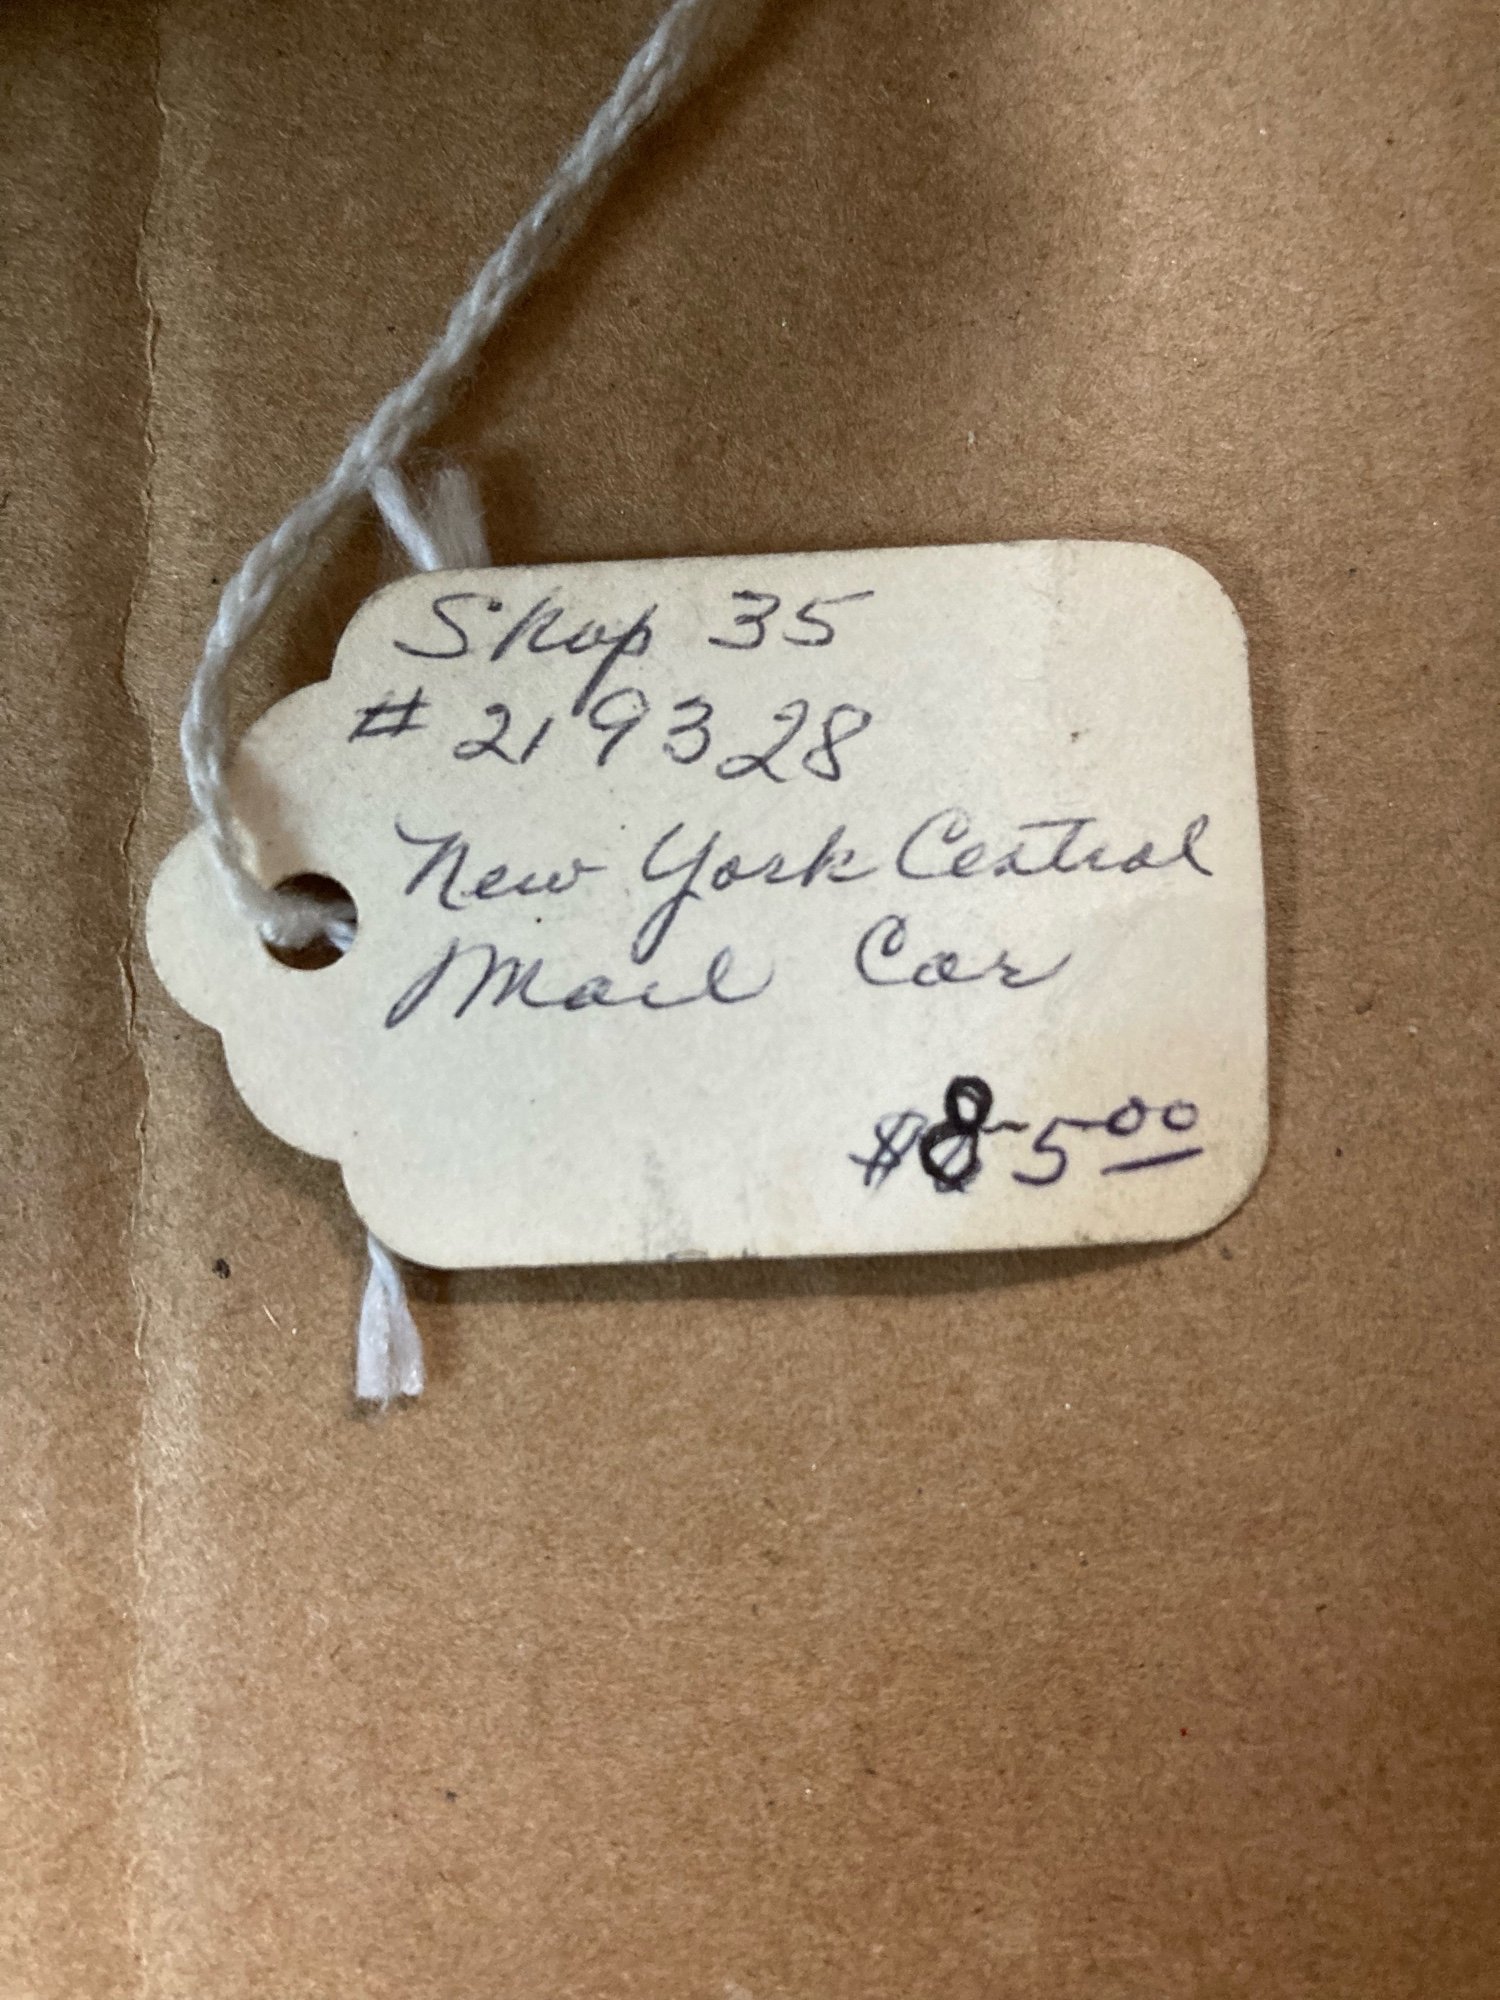 Shop 35
# 219328
New York Central
Mail Car
$85.00